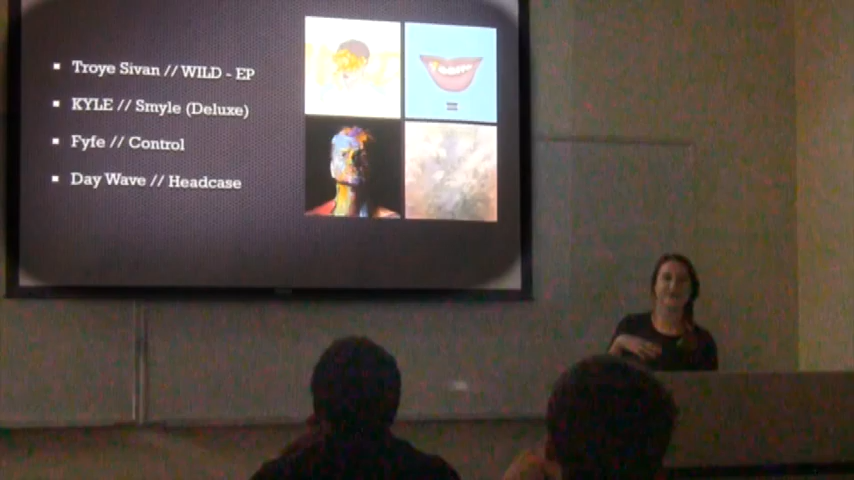 Troye Sivan // WILD - EP
KYLE // Smyle (Deluxe)
Fyfe // Control
Day Wave // Headcase